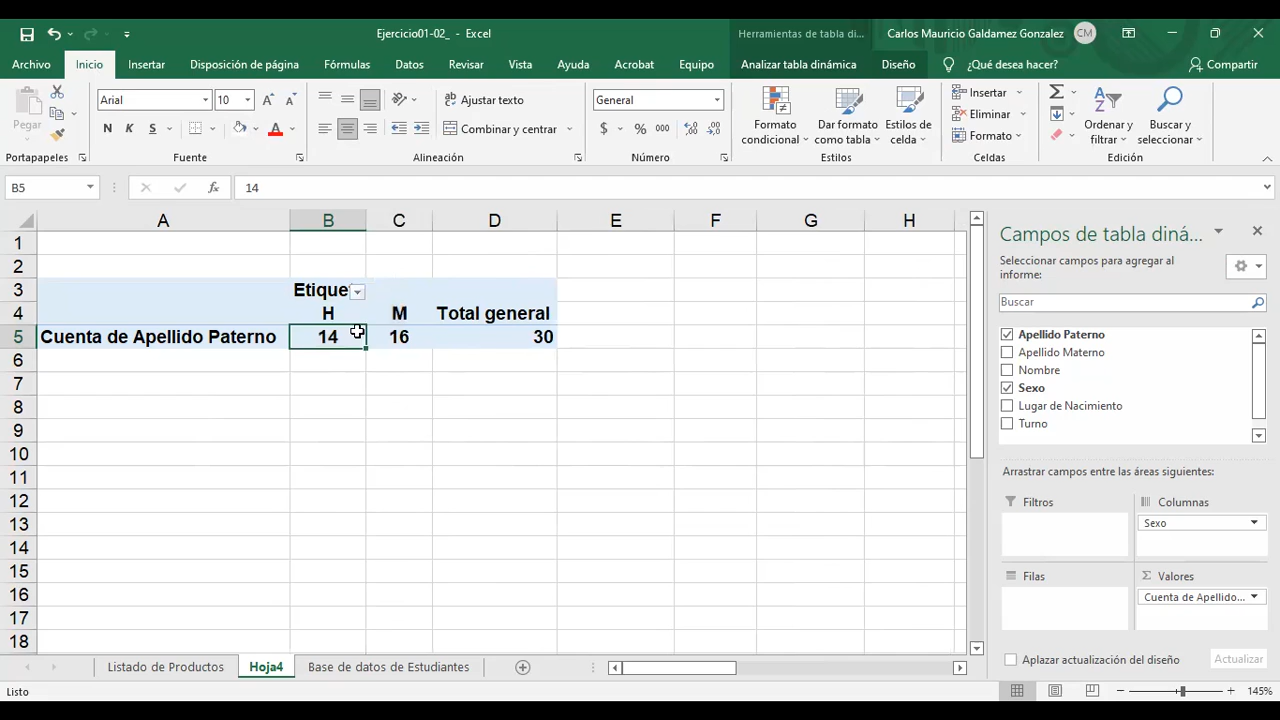 Ejercicio01-02_ - Excel
Herramientas de tabla di...
Carlos Mauricio Galdamez Gonzalez
CM
Archivo Inicio Insertar Disposición de página Fórmulas Datos Revisar Vista Ayuda Acrobat Equipo Analizar tabla dinámica Diseño ¿Qué desea hacer? Compartir
Pegar
Portapapeles
Arial 10
N K S
Fuente
Ajustar texto
Combinar y centrar
Alineación
General
$ % 000
Número
Formato condicional
Dar formato como tabla
Estilos de celda
Estilos
Insertar
Eliminar
Formato
Celdas
Ordenar y filtrar
Buscar y seleccionar
Edición
B5 fx 14
A B C D E F G H
1
2
3 Etique
4 H M Total general
5 Cuenta de Apellido Paterno 14 16 30
6
7
8
9
10
11
12
13
14
15
16
17
18
Campos de tabla diná...
Seleccionar campos para agregar al
informe:
Buscar
Apellido Paterno
Apellido Materno
Nombre
Sexo
Lugar de Nacimiento
Turno
Arrastrar campos entre las áreas siguientes:
Filtros
Columnas
Sexo
Filas
Σ Valores
Cuenta de Apellido...
Aplazar actualización del diseño
Actualizar
Listado de Productos Hoja4 Base de datos de Estudiantes
Listo
145%